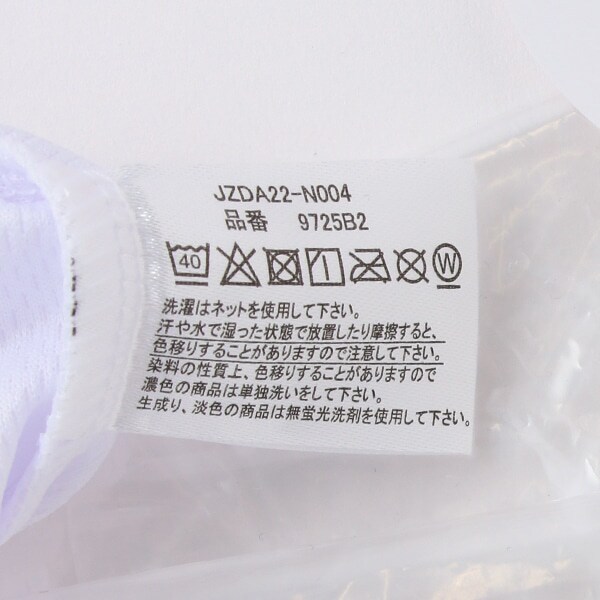 JZDA22-N004
品番 9725B2
40 W
洗濯はネットを使用して下さい。
汗や水で湿った状態で放置したり摩擦すると、
色移りすることがありますので注意して下さい。
染料の性質上、色移りすることがありますので
濃色の商品は単独洗いをして下さい。
生成り、淡色の商品は無蛍光洗剤を使用して下さい。